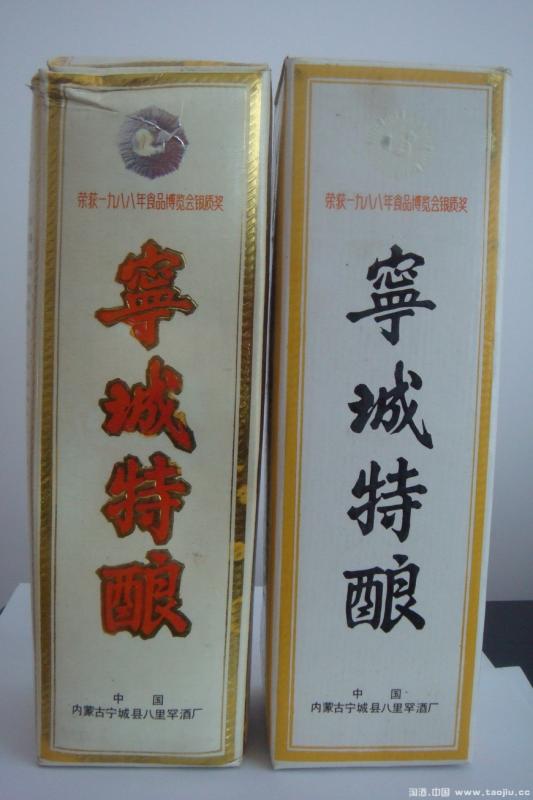 荣获一九八八年食品博览会银质奖
寧城特酿
中国
内蒙古宁城县八里罕酒厂
荣获一九八八年食品博览会银质奖
寧城特酿
中国
内蒙古宁城县八里罕酒厂
国酒.中国 www.taojiu.cc